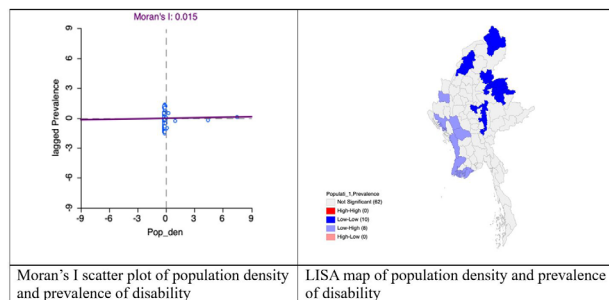 Moran's I: 0.015
9
6
3
0
-3
-6
-9
lagged Prevalence
-9 -6 -3 0 3 6 9
Pop_den
Populati_1,Prevalence
Not Significant (62)
High-High (0)
Low-Low (10)
Low-High (8)
High-Low (0)
Moran's I scatter plot of population density
and prevalence of disability
LISA map of population density and prevalence
of disability